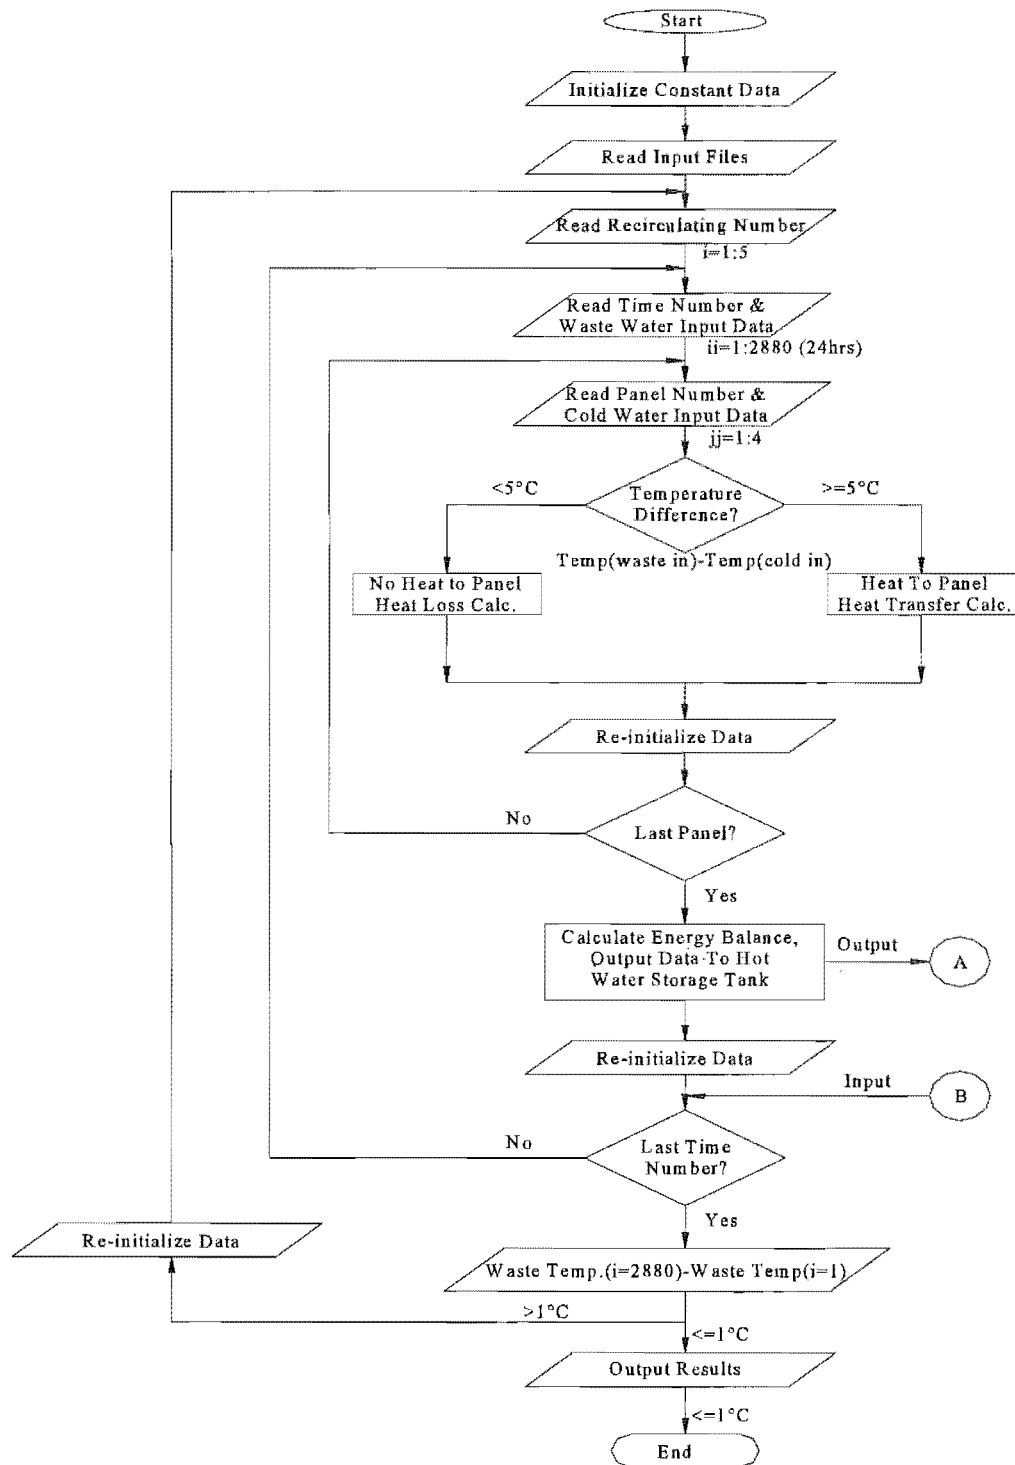 Start
Initialize Constant Data
Read Input Files
Read Recirculating Number
i=1:5
Read Time Number &
Waste Water Input Data
ii=1:2880 (24hrs)
Read Panel Number &
Cold Water Input Data
jj=1:4
<5°C
Temperature
Difference?
>=5°C
Temp(waste in)-Temp(cold in)
No Heat to Panel
Heat Loss Calc.
Heat To Panel
Heat Transfer Calc.
Re-initialize Data
No
Last Panel?
Yes
Calculate Energy Balance,
Output Data To Hot
Water Storage Tank
Output
A
Re-initialize Data
Input
B
No
Last Time
Number?
Yes
Re-initialize Data
Waste Temp.(i=2880)-Waste Temp(i=1)
>1°C
<=1°C
Output Results
<=1°C
End